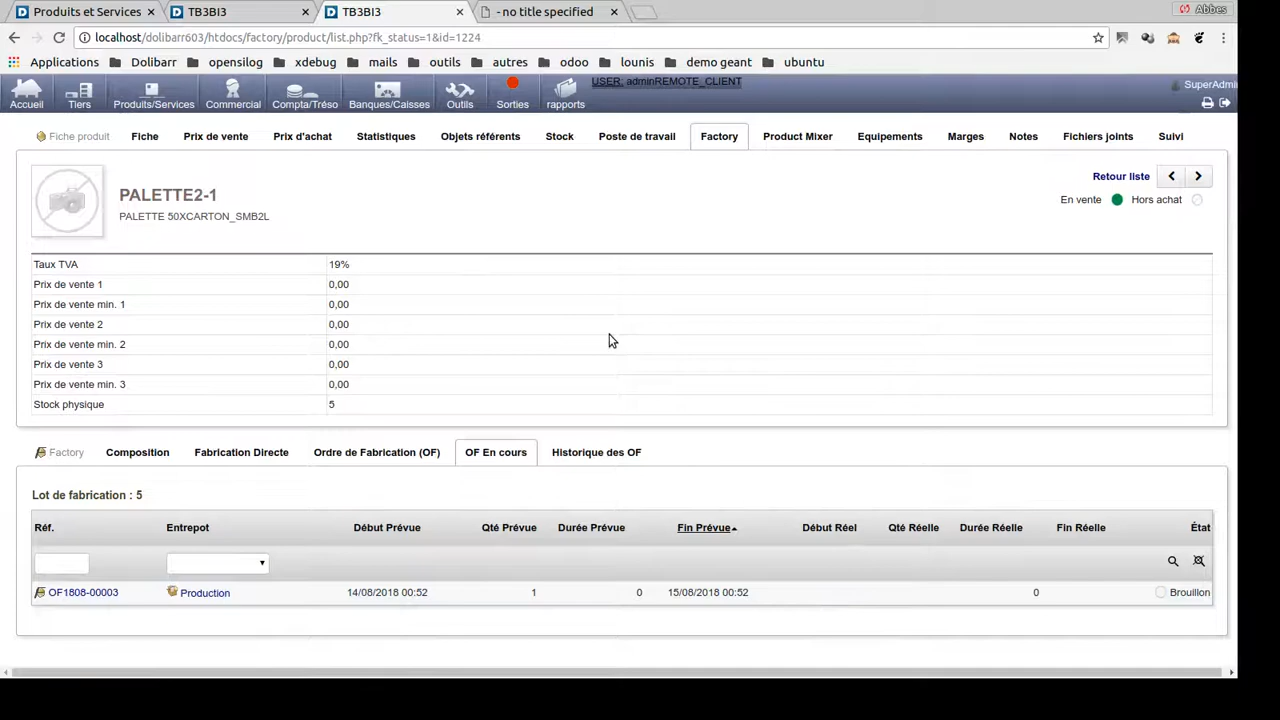 Produits et Services
TB3BI3
TB3BI3
- no title specified
Abbes
localhost/dolibarr603/htdocs/factory/product/list.php?fk_status=1&id=1224
Applications
Dolibarr
opensilog
xdebug
mails
outils
autres
odoo
lounis
demo geant
ubuntu
Accueil
Tiers
Produits/Services
Commercial
Compta/Tréso
Banques/Caisses
Outils
Sorties
rapports
USER: adminREMOTE_CLIENT
SuperAdmi
Fiche produit
Fiche
Prix de vente
Prix d'achat
Statistiques
Objets référents
Stock
Poste de travail
Factory
Product Mixer
Equipements
Marges
Notes
Fichiers joints
Suivi
PALETTE2-1
PALETTE 50XCARTON_SMB2L
Retour liste
En vente
Hors achat
Taux TVA 19%
Prix de vente 1 0,00
Prix de vente min. 1 0,00
Prix de vente 2 0,00
Prix de vente min. 2 0,00
Prix de vente 3 0,00
Prix de vente min. 3 0,00
Stock physique 5
Factory
Composition
Fabrication Directe
Ordre de Fabrication (OF)
OF En cours
Historique des OF
Lot de fabrication : 5
Réf. Entrepot Début Prévue Qté Prévue Durée Prévue Fin Prévue Début Réel Qté Réelle Durée Réelle Fin Réelle État
OF1808-00003 Production 14/08/2018 00:52 1 0 15/08/2018 00:52 0 Brouillon